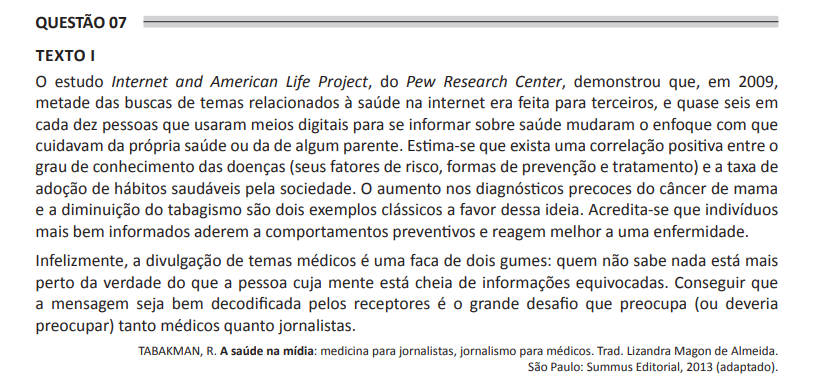 QUESTÃO 07
TEXTO I
O estudo Internet and American Life Project, do Pew Research Center, demonstrou que, em 2009,
metade das buscas de temas relacionados à saúde na internet era feita para terceiros, e quase seis em
cada dez pessoas que usaram meios digitais para se informar sobre saúde mudaram o enfoque com que
cuidavam da própria saúde ou da de algum parente. Estima-se que exista uma correlação positiva entre o
grau de conhecimento das doenças (seus fatores de risco, formas de prevenção e tratamento) e a taxa de
adoção de hábitos saudáveis pela sociedade. O aumento nos diagnósticos precoces do câncer de mama
e a diminuição do tabagismo são dois exemplos clássicos a favor dessa ideia. Acredita-se que indivíduos
mais bem informados aderem a comportamentos preventivos e reagem melhor a uma enfermidade.
Infelizmente, a divulgação de temas médicos é uma faca de dois gumes: quem não sabe nada está mais
perto da verdade do que a pessoa cuja mente está cheia de informações equivocadas. Conseguir que
a mensagem seja bem decodificada pelos receptores é o grande desafio que preocupa (ou deveria
preocupar) tanto médicos quanto jornalistas.
TABAKMAN, R. A saúde na mídia: medicina para jornalistas, jornalismo para médicos. Trad. Lizandra Magon de Almeida.
São Paulo: Summus Editorial, 2013 (adaptado).